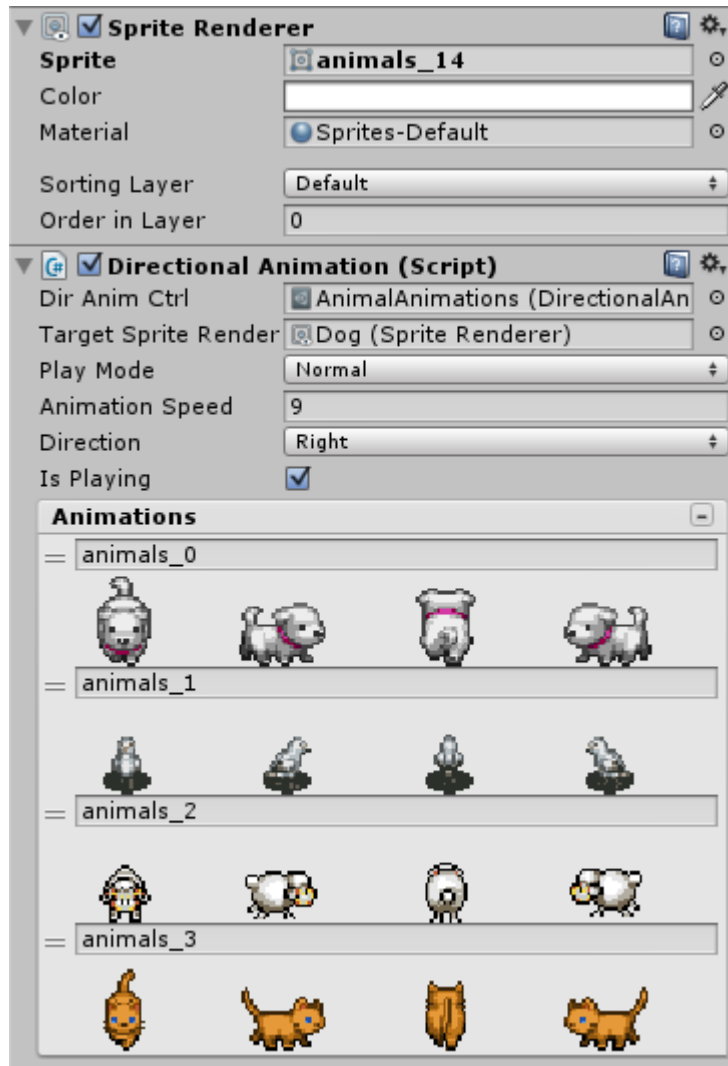 Sprite Renderer
Sprite animals_14
Color
Material Sprites-Default
Sorting Layer Default
Order in Layer 0
C# Directional Animation (Script)
Dir Anim Ctrl AnimalAnimations (DirectionalAn
Target Sprite Render Dog (Sprite Renderer)
Play Mode Normal
Animation Speed 9
Direction Right
Is Playing
Animations
animals_0
animals_1
animals_2
animals_3